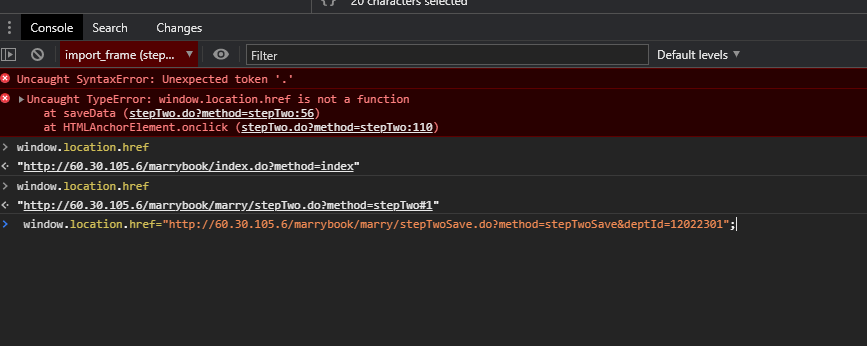 20 characters selected
Console Search Changes
import_frame (step... Filter Default levels
Uncaught SyntaxError: Unexpected token '.'
Uncaught TypeError: window.location.href is not a function
at saveData (stepTwo.do?method=stepTwo:56)
at HTMLAnchorElement.onclick (stepTwo.do?method=stepTwo:110)
window.location.href
"http://60.30.105.6/marrybook/index.do?method=index"
window.location.href
"http://60.30.105.6/marrybook/marry/stepTwo.do?method=stepTwo#1"
window.location.href="http://60.30.105.6/marrybook/marry/stepTwoSave.do?method=stepTwoSave&deptId=12022301";